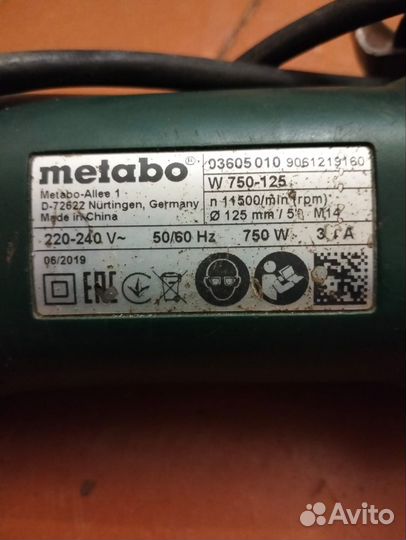 metabo®
Metabo-Allee 1
D-72622 Nürtingen, Germany
Made in China
03605010 9061219160
W 750-125
n 11500/min (rpm)
Ø 125 mm / 5" M14
220-240 V~ 50/60 Hz 750 W
06/2019
EAC
Avito